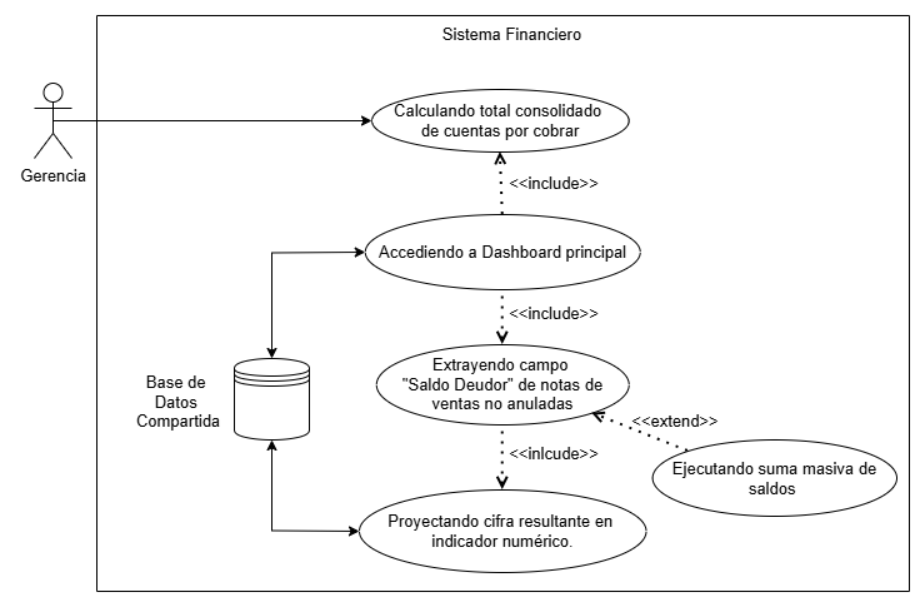 Sistema Financiero
Calculando total consolidado
de cuentas por cobrar
Gerencia
<<include>>
Accediendo a Dashboard principal
<<include>>
Extrayendo campo
"Saldo Deudor" de notas de
ventas no anuladas
Base de
Datos
Compartida
<<extend>>
<<inlcude>>
Ejecutando suma masiva de
saldos
Proyectando cifra resultante en
indicador numérico.